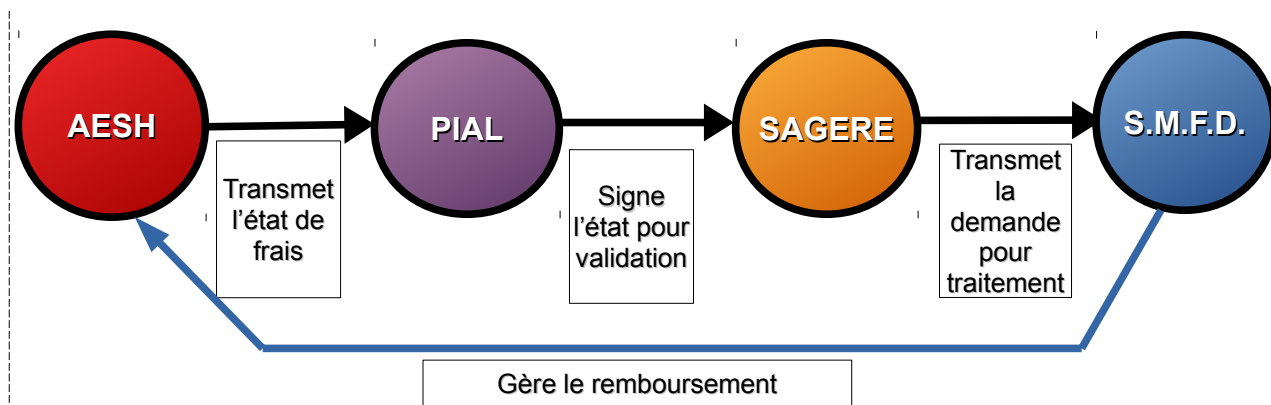 AESH
PIAL
SAGERE
S.M.F.D.
Transmet
l'état de
frais
Signe
l'état pour
validation
Transmet
la
demande
pour
traitement
Gère le remboursement